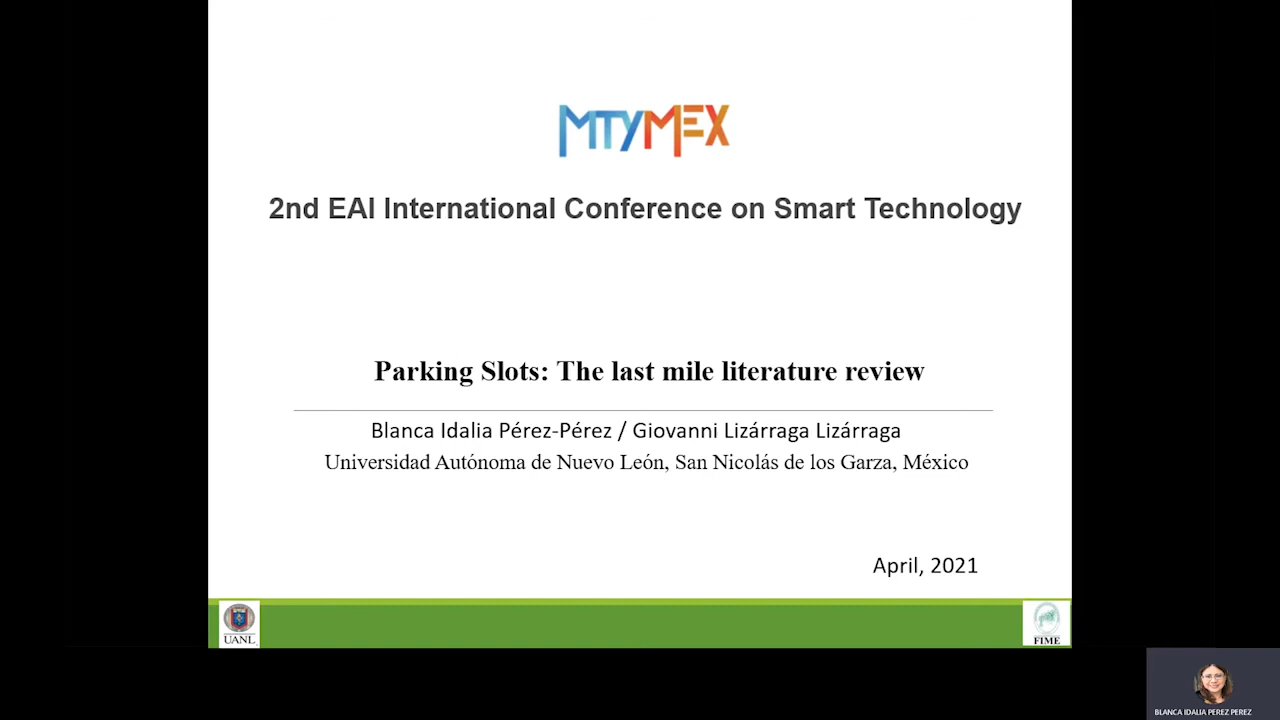 MTYMEX
2nd EAI International Conference on Smart Technology
Parking Slots: The last mile literature review
Blanca Idalia Pérez-Pérez / Giovanni Lizárraga Lizárraga
Universidad Autónoma de Nuevo León, San Nicolás de los Garza, México
April, 2021
UANL
FIME
BLANCA IDALIA PEREZ PEREZ